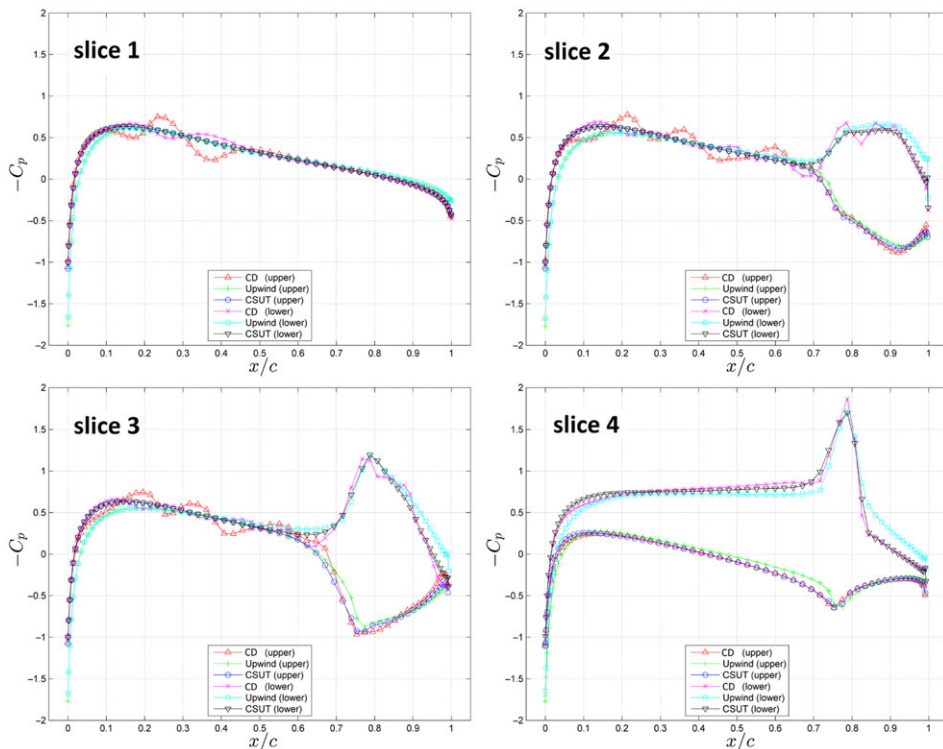 slice 1
−C_p
2
1.5
1
0.5
0
−0.5
−1
−1.5
−2
CD (upper)
Upwind (upper)
CSUT (upper)
CD (lower)
Upwind (lower)
CSUT (lower)
0 0.1 0.2 0.3 0.4 0.5 0.6 0.7 0.8 0.9 1
x/c
slice 2
−C_p
2
1.5
1
0.5
0
−0.5
−1
−1.5
−2
CD (upper)
Upwind (upper)
CSUT (upper)
CD (lower)
Upwind (lower)
CSUT (lower)
0 0.1 0.2 0.3 0.4 0.5 0.6 0.7 0.8 0.9 1
x/c
slice 3
−C_p
2
1.5
1
0.5
0
−0.5
−1
−1.5
−2
CD (upper)
Upwind (upper)
CSUT (upper)
CD (lower)
Upwind (lower)
CSUT (lower)
0 0.1 0.2 0.3 0.4 0.5 0.6 0.7 0.8 0.9 1
x/c
slice 4
−C_p
2
1.5
1
0.5
0
−0.5
−1
−1.5
−2
CD (upper)
Upwind (upper)
CSUT (upper)
CD (lower)
Upwind (lower)
CSUT (lower)
0 0.1 0.2 0.3 0.4 0.5 0.6 0.7 0.8 0.9 1
x/c